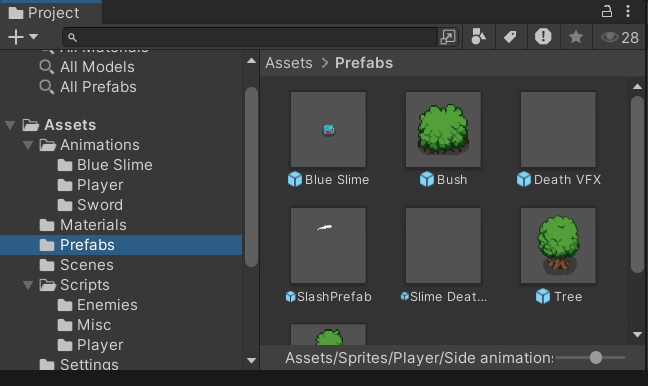 Project
28
All Materials
All Models
All Prefabs
Assets
Animations
Blue Slime
Player
Sword
Materials
Prefabs
Scenes
Scripts
Enemies
Misc
Player
Settings
Assets > Prefabs
Blue Slime
Bush
Death VFX
SlashPrefab
Slime Deat...
Tree
Assets/Sprites/Player/Side animation